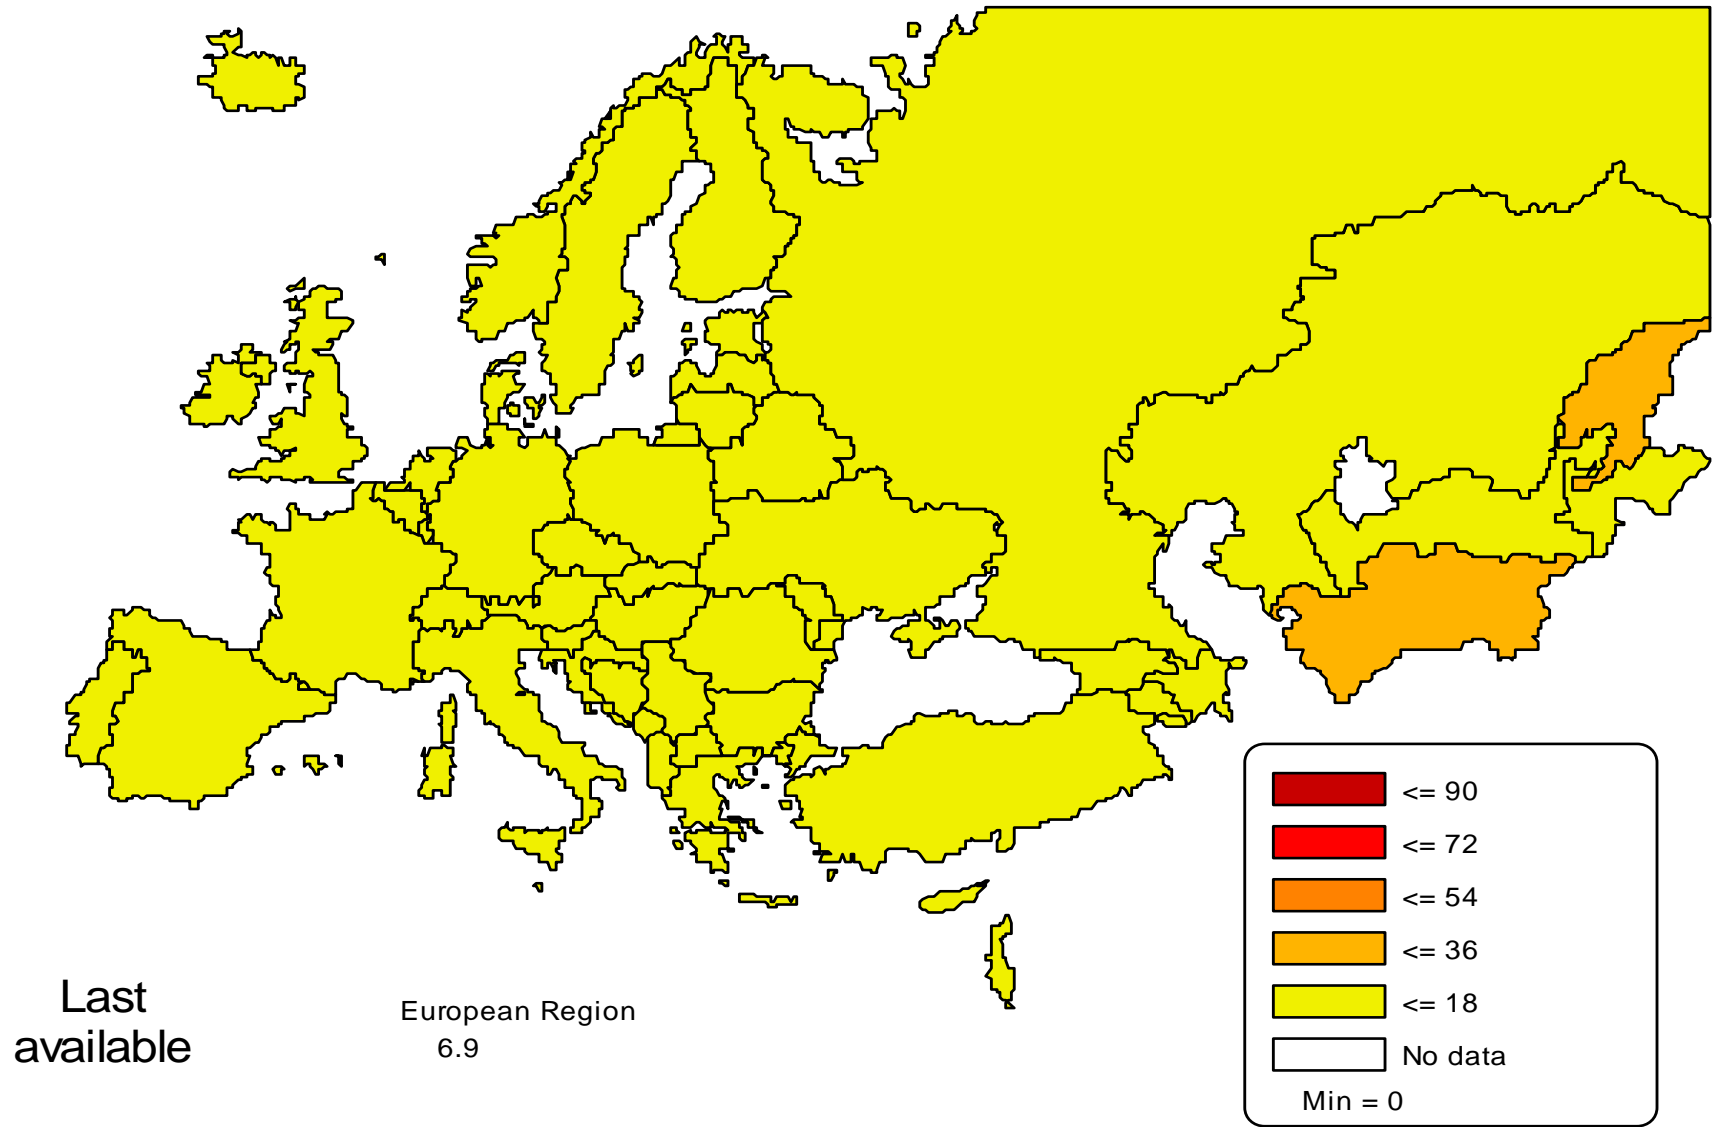 <= 90
<= 72
<= 54
<= 36
<= 18
No data
Min = 0
Last
available
European Region
6.9